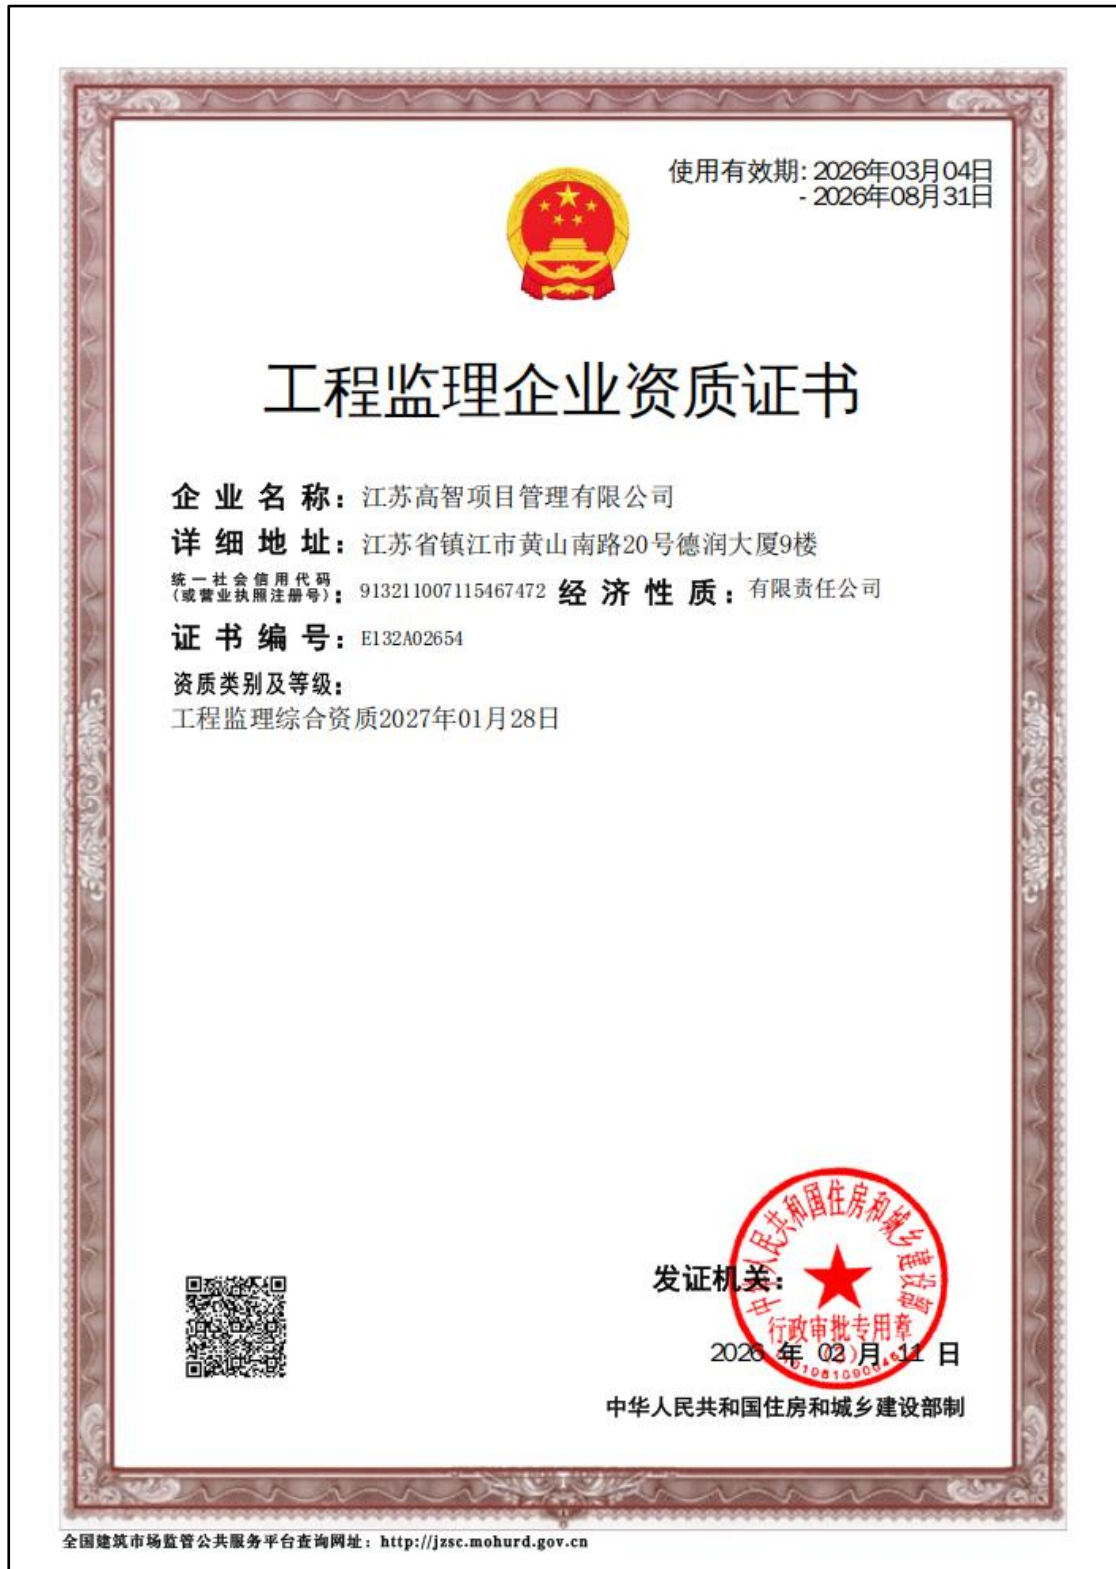 使用有效期: 2026年03月04日
- 2026年08月31日
工程监理企业资质证书
企业名称：江苏高智项目管理有限公司
详细地址：江苏省镇江市黄山南路20号德润大厦9楼
统一社会信用代码
(或营业执照注册号)：913211007115467472 经济性质：有限责任公司
证书编号：E132A02654
资质类别及等级：
工程监理综合资质2027年01月28日
中华人民共和国住房和城乡建设部
发证机关：
行政审批专用章
2026 年 02 月 11 日
中华人民共和国住房和城乡建设部制
全国建筑市场监管公共服务平台查询网址：http://jzsc.mohurd.gov.cn